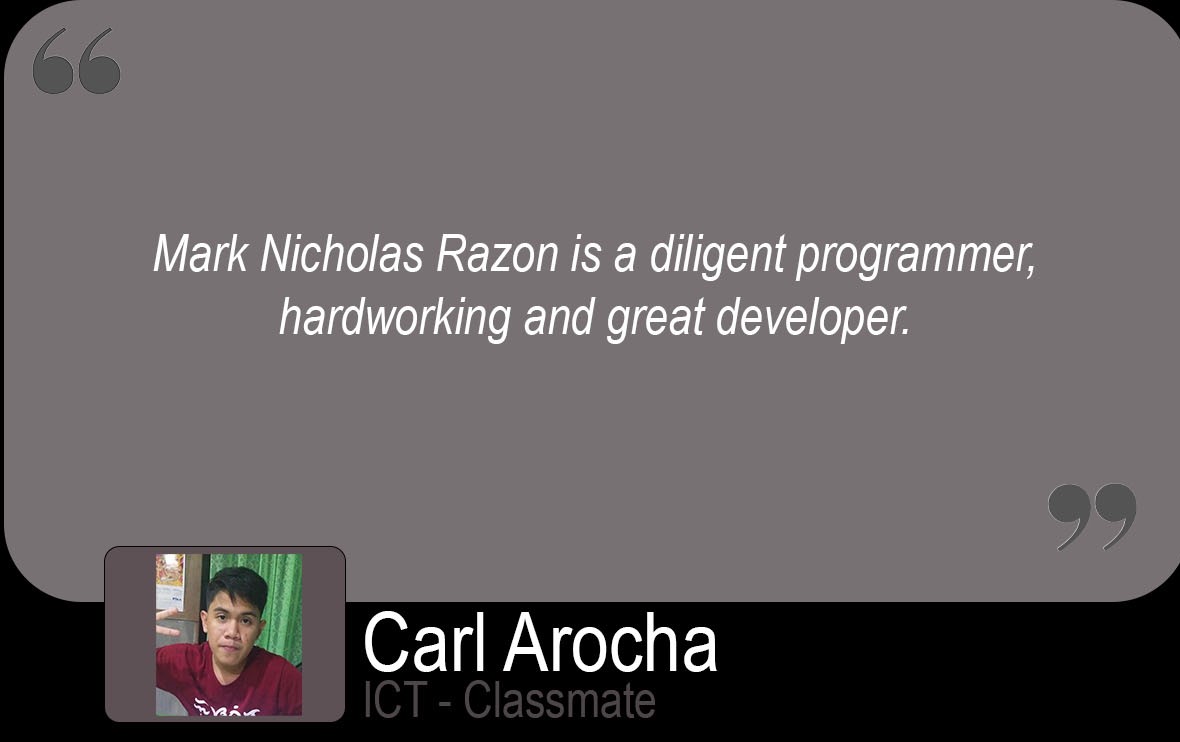 “
Mark Nicholas Razon is a diligent programmer,
hardworking and great developer.
”
Carl Arocha
ICT - Classmate